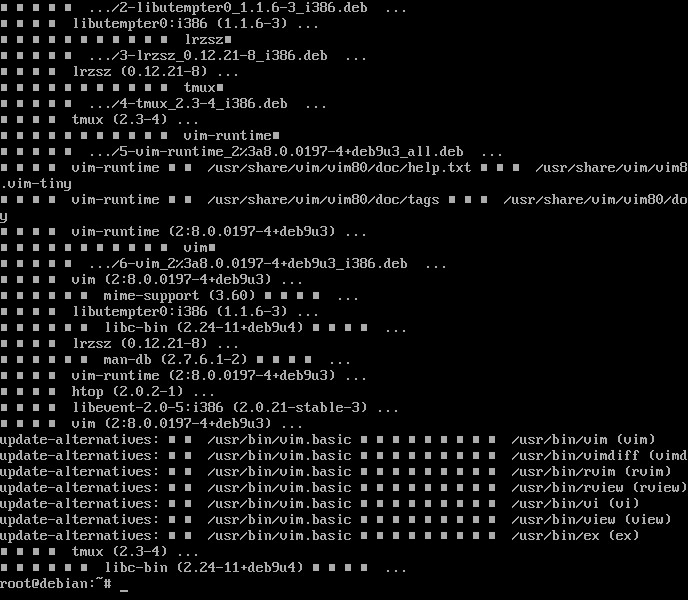 ■ ■ ■ ■ ■ .../2-libutempter0_1.1.6-3_i386.deb ...
■ ■ ■ ■ libutempter0:i386 (1.1.6-3) ...
■ ■ ■ ■ ■ ■ ■ ■ ■ ■ ■ lrzsz■
■ ■ ■ ■ ■ .../3-lrzsz_0.12.21-8_i386.deb ...
■ ■ ■ ■ lrzsz (0.12.21-8) ...
■ ■ ■ ■ ■ ■ ■ ■ ■ ■ ■ tmux■
■ ■ ■ ■ ■ .../4-tmux_2.3-4_i386.deb ...
■ ■ ■ ■ tmux (2.3-4) ...
■ ■ ■ ■ ■ ■ ■ ■ ■ ■ ■ vim-runtime■
■ ■ ■ ■ ■ .../5-vim-runtime_2%3a8.0.0197-4+deb9u3_all.deb ...
■ ■ ■ ■ vim-runtime ■ ■ /usr/share/vim/vim80/doc/help.txt ■ ■ ■ /usr/share/vim/vim8
.vim-tiny
■ ■ ■ ■ vim-runtime ■ ■ /usr/share/vim/vim80/doc/tags ■ ■ ■ /usr/share/vim/vim80/do
y
■ ■ ■ ■ vim-runtime (2:8.0.0197-4+deb9u3) ...
■ ■ ■ ■ ■ ■ ■ ■ ■ ■ ■ vim■
■ ■ ■ ■ ■ .../6-vim_2%3a8.0.0197-4+deb9u3_i386.deb ...
■ ■ ■ ■ vim (2:8.0.0197-4+deb9u3) ...
■ ■ ■ ■ ■ ■ mime-support (3.60) ■ ■ ■ ■ ...
■ ■ ■ ■ libutempter0:i386 (1.1.6-3) ...
■ ■ ■ ■ ■ ■ libc-bin (2.24-11+deb9u4) ■ ■ ■ ■ ...
■ ■ ■ ■ lrzsz (0.12.21-8) ...
■ ■ ■ ■ ■ ■ man-db (2.7.6.1-2) ■ ■ ■ ■ ...
■ ■ ■ ■ vim-runtime (2:8.0.0197-4+deb9u3) ...
■ ■ ■ ■ htop (2.0.2-1) ...
■ ■ ■ ■ libevent-2.0-5:i386 (2.0.21-stable-3) ...
■ ■ ■ ■ vim (2:8.0.0197-4+deb9u3) ...
update-alternatives: ■ ■ /usr/bin/vim.basic ■ ■ ■ ■ ■ ■ ■ ■ ■ /usr/bin/vim (vim)
update-alternatives: ■ ■ /usr/bin/vim.basic ■ ■ ■ ■ ■ ■ ■ ■ ■ /usr/bin/vimdiff (vimd
update-alternatives: ■ ■ /usr/bin/vim.basic ■ ■ ■ ■ ■ ■ ■ ■ ■ /usr/bin/rvim (rvim)
update-alternatives: ■ ■ /usr/bin/vim.basic ■ ■ ■ ■ ■ ■ ■ ■ ■ /usr/bin/rview (rview)
update-alternatives: ■ ■ /usr/bin/vim.basic ■ ■ ■ ■ ■ ■ ■ ■ ■ /usr/bin/vi (vi)
update-alternatives: ■ ■ /usr/bin/vim.basic ■ ■ ■ ■ ■ ■ ■ ■ ■ /usr/bin/view (view)
update-alternatives: ■ ■ /usr/bin/vim.basic ■ ■ ■ ■ ■ ■ ■ ■ ■ /usr/bin/ex (ex)
■ ■ ■ ■ tmux (2.3-4) ...
■ ■ ■ ■ ■ ■ libc-bin (2.24-11+deb9u4) ■ ■ ■ ■ ...
root@debian:~# _